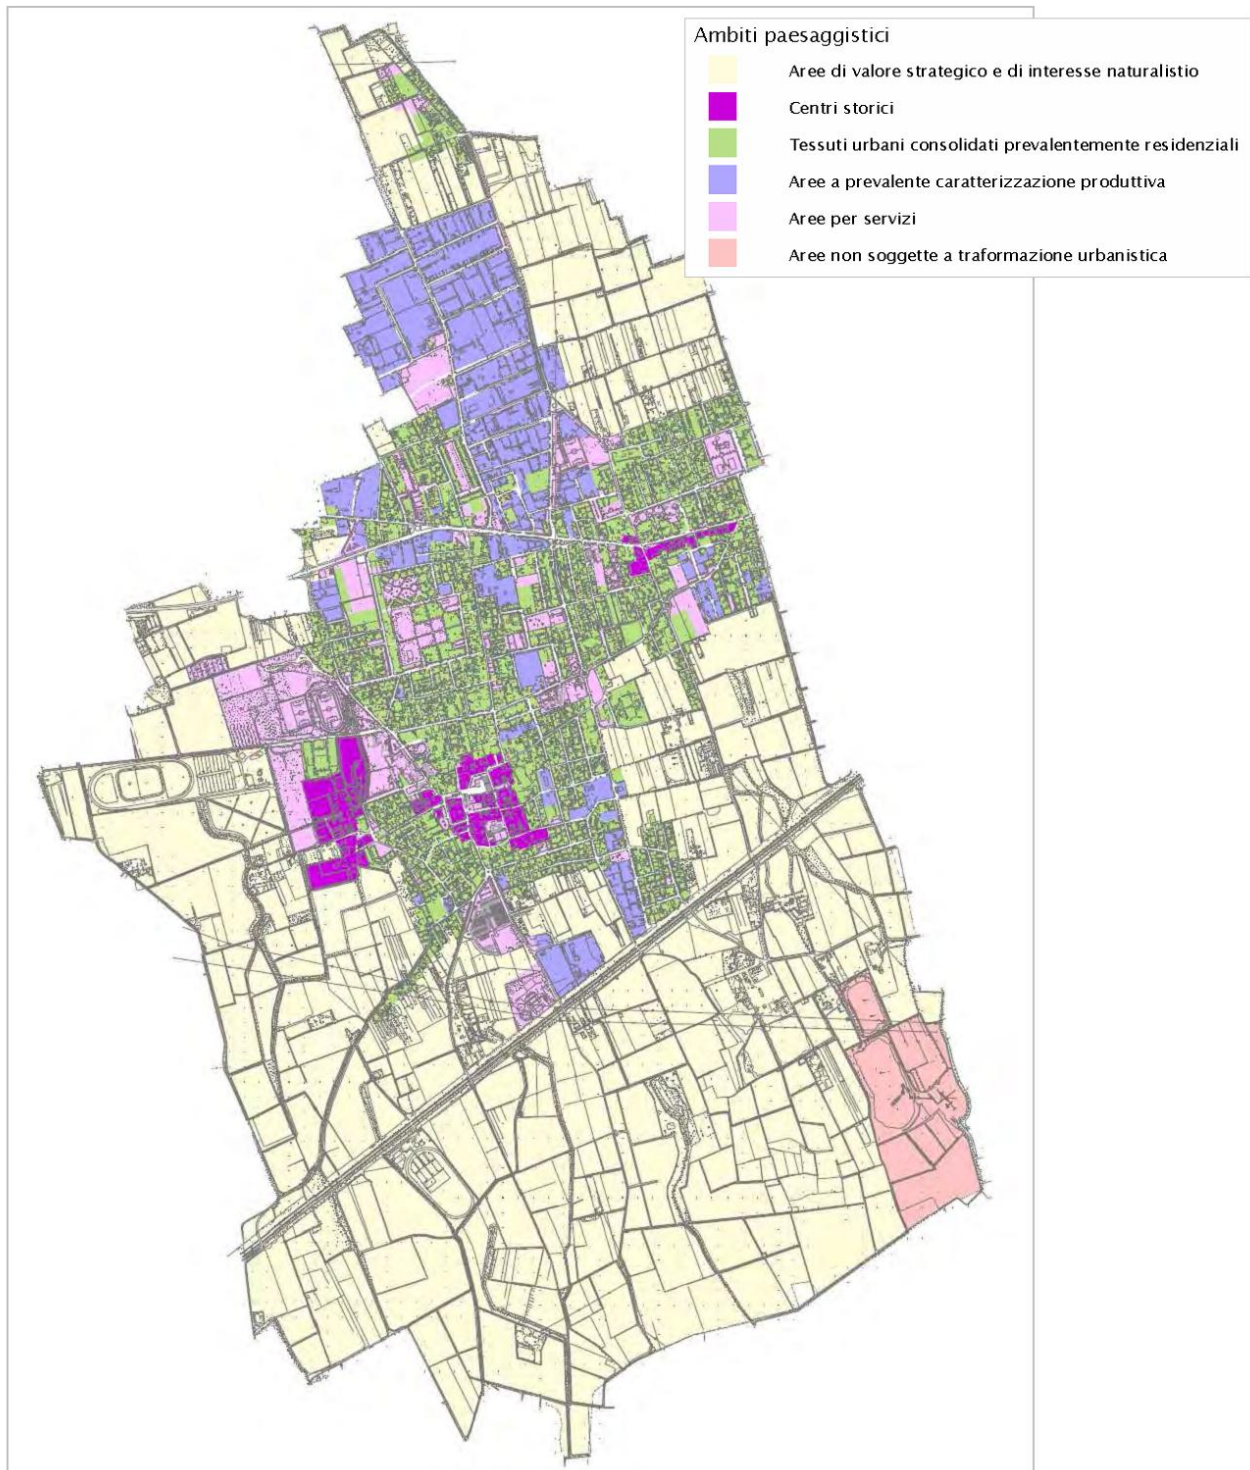 Ambiti paesaggistici
Aree di valore strategico e di interesse naturalistio
Centri storici
Tessuti urbani consolidati prevalentemente residenziali
Aree a prevalente caratterizzazione produttiva
Aree per servizi
Aree non soggette a traformazione urbanistica